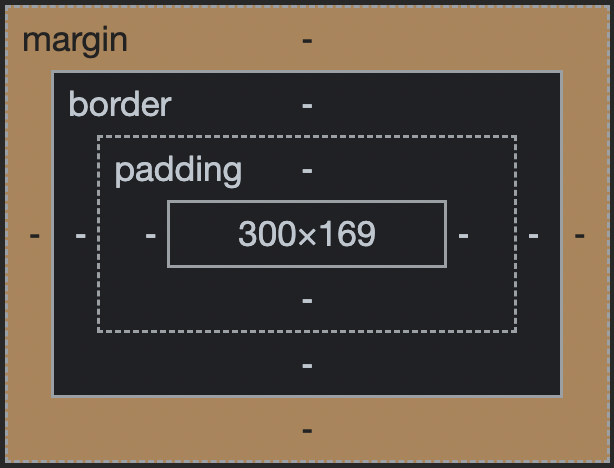 margin -
border -
padding -
- - - 300×169 - - -
-
-
-